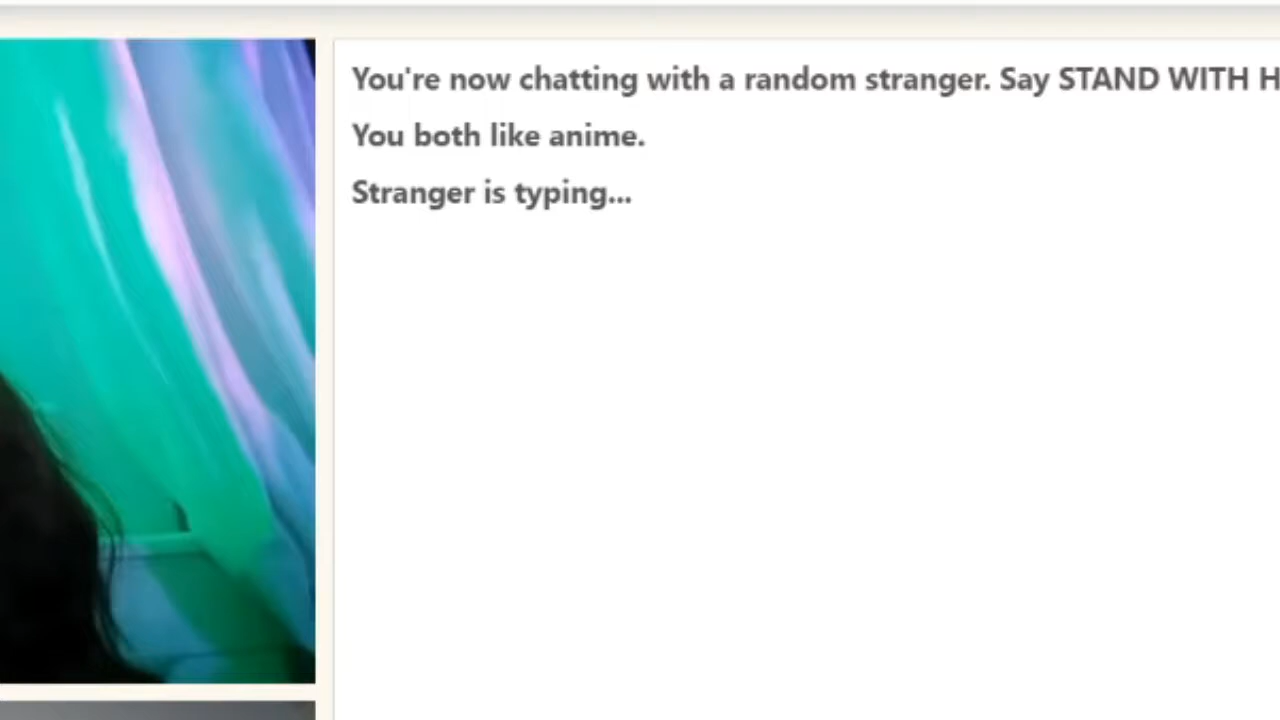 You're now chatting with a random stranger. Say STAND WITH H
You both like anime.
Stranger is typing...